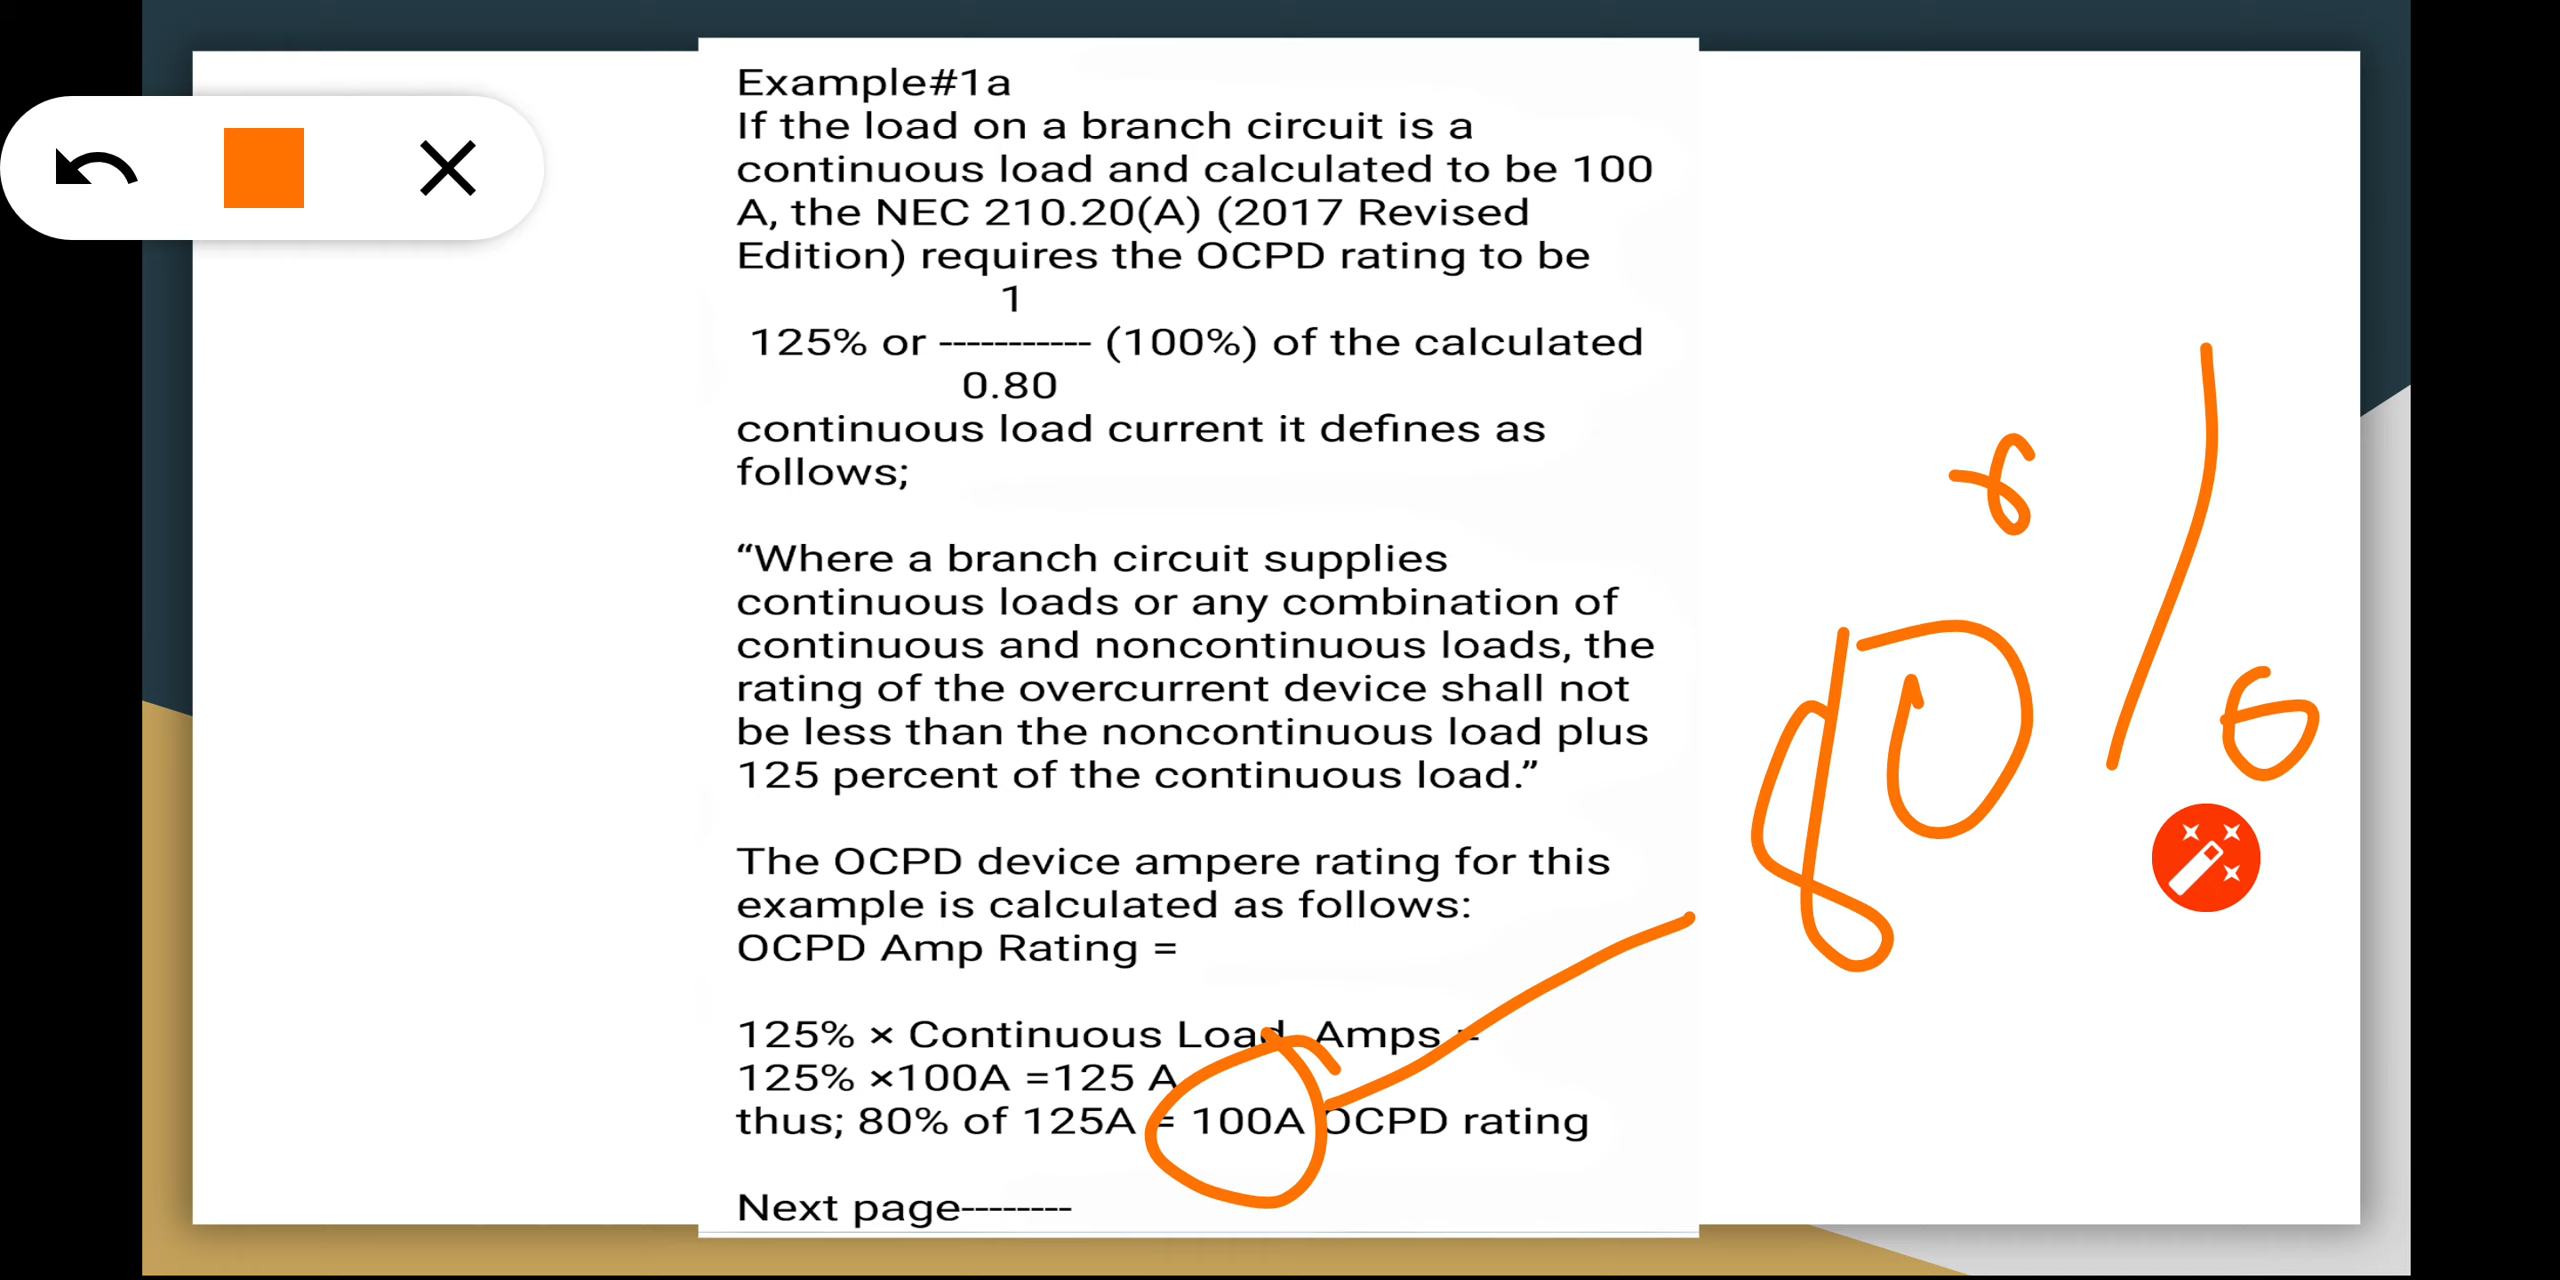 Example#1a
If the load on a branch circuit is a
continuous load and calculated to be 100
A, the NEC 210.20(A) (2017 Revised
Edition) requires the OCPD rating to be
1
125% or ----------- (100%) of the calculated
0.80
continuous load current it defines as
follows;
“Where a branch circuit supplies
continuous loads or any combination of
continuous and noncontinuous loads, the
rating of the overcurrent device shall not
be less than the noncontinuous load plus
125 percent of the continuous load.”
The OCPD device ampere rating for this
example is calculated as follows:
OCPD Amp Rating =
125% × Continuous Load Amps =
125% ×100A =125 A
thus; 80% of 125A = 100A OCPD rating
Next page--------
80%